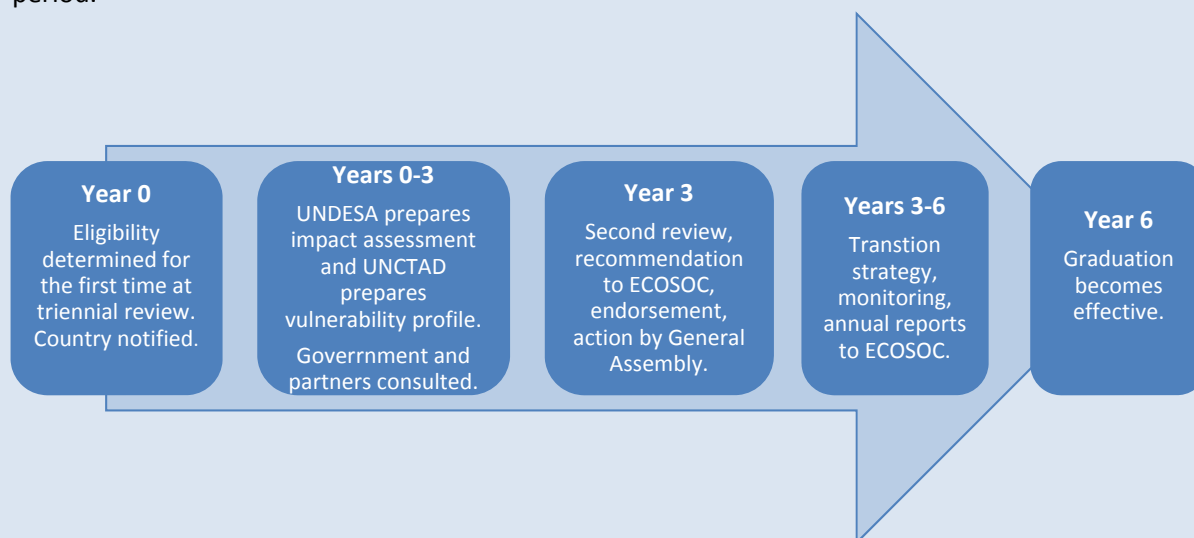 period.
Year 0
Eligibility
determined for
the first time at
triennial review.
Country notified.
Years 0-3
UNDESA prepares
impact assessment
and UNCTAD
prepares
vulnerability profile.
Goverrnment and
partners consulted.
Year 3
Second review,
recommendation
to ECOSOC,
endorsement,
action by General
Assembly.
Years 3-6
Transtion
strategy,
monitoring,
annual reports
to ECOSOC.
Year 6
Graduation
becomes
effective.